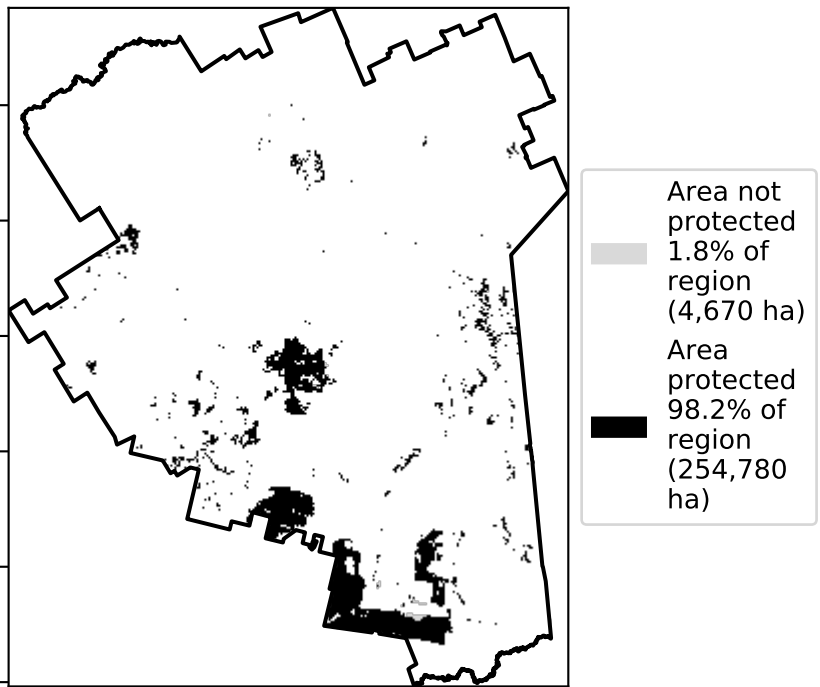 Area not
protected
1.8% of
region
(4,670 ha)
Area
protected
98.2% of
region
(254,780
ha)